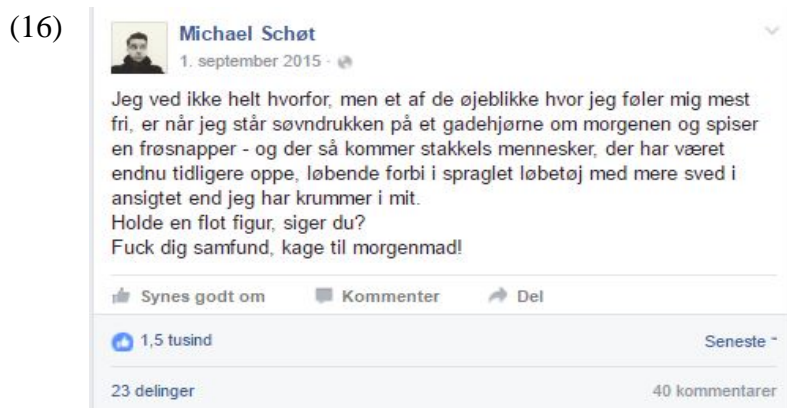 (16)
Michael Schøt
1. september 2015 ·
Jeg ved ikke helt hvorfor, men et af de øjeblikke hvor jeg føler mig mest
fri, er når jeg står søvndrukken på et gadehjørne om morgenen og spiser
en frøsnapper - og der så kommer stakkels mennesker, der har været
endnu tidligere oppe, løbende forbi i spraglet løbetøj med mere sved i
ansigtet end jeg har krummer i mit.
Holde en flot figur, siger du?
Fuck dig samfund, kage til morgenmad!
Synes godt om Kommenter Del
1,5 tusind Seneste
23 delinger 40 kommentarer